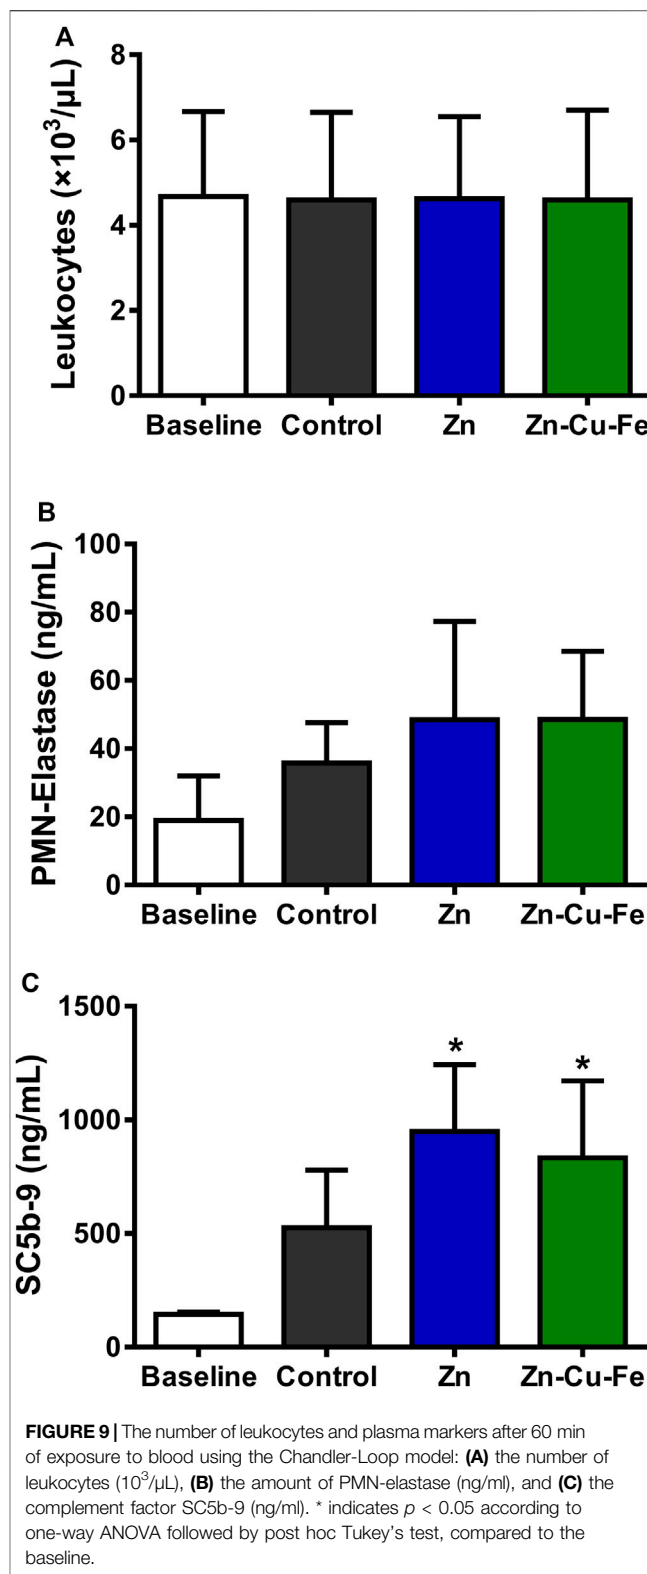 A
Leukocytes (×10³/µL)
8
6
4
2
0
Baseline Control Zn Zn-Cu-Fe
B
PMN-Elastase (ng/mL)
100
80
60
40
20
0
Baseline Control Zn Zn-Cu-Fe
C
SC5b-9 (ng/mL)
1500
1000
500
0
* *
Baseline Control Zn Zn-Cu-Fe
FIGURE 9 | The number of leukocytes and plasma markers after 60 min
of exposure to blood using the Chandler-Loop model: (A) the number of
leukocytes (10³/µL), (B) the amount of PMN-elastase (ng/ml), and (C) the
complement factor SC5b-9 (ng/ml). * indicates p < 0.05 according to
one-way ANOVA followed by post hoc Tukey's test, compared to the
baseline.